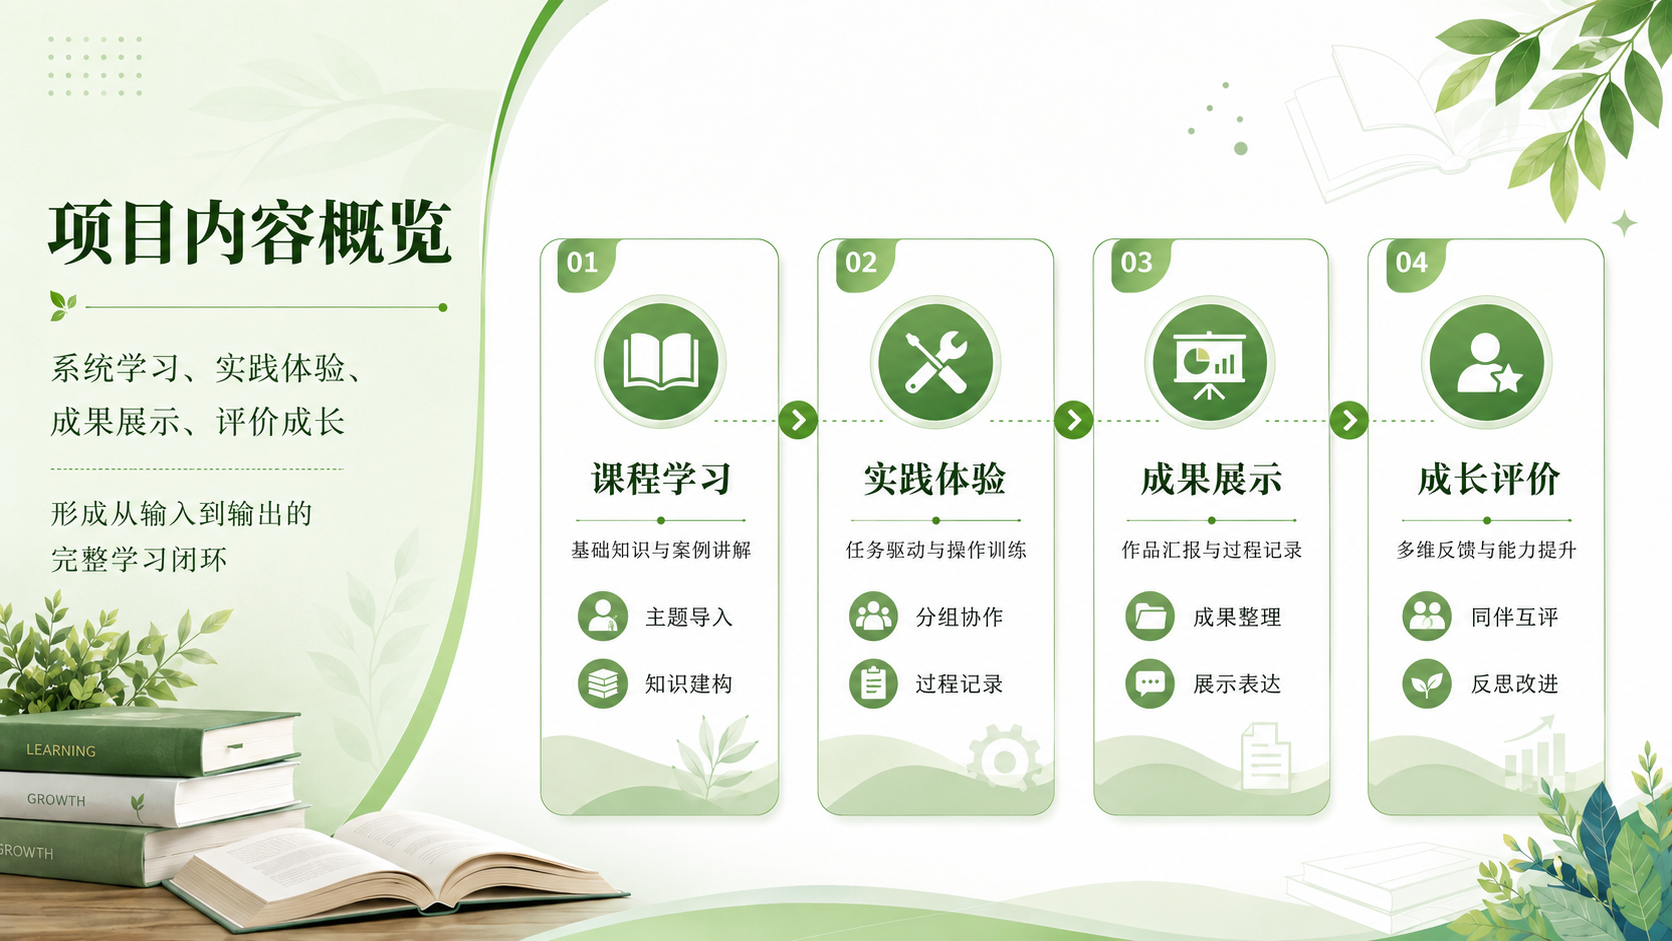 项目内容概览
系统学习、实践体验、
成果展示、评价成长
形成从输入到输出的
完整学习闭环
LEARNING
GROWTH
GROWTH
01
课程学习
基础知识与案例讲解
主题导入
知识建构
02
实践体验
任务驱动与操作训练
分组协作
过程记录
03
成果展示
作品汇报与过程记录
成果整理
展示表达
04
成长评价
多维反馈与能力提升
同伴互评
反思改进